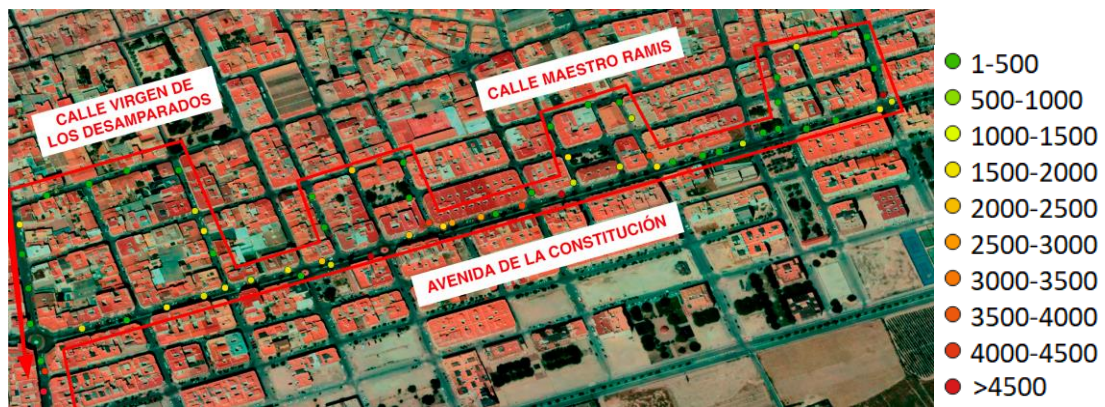 CALLE VIRGEN DE
LOS DESAMPARADOS
CALLE MAESTRO RAMIS
AVENIDA DE LA CONSTITUCIÓN
1-500
500-1000
1000-1500
1500-2000
2000-2500
2500-3000
3000-3500
3500-4000
4000-4500
>4500